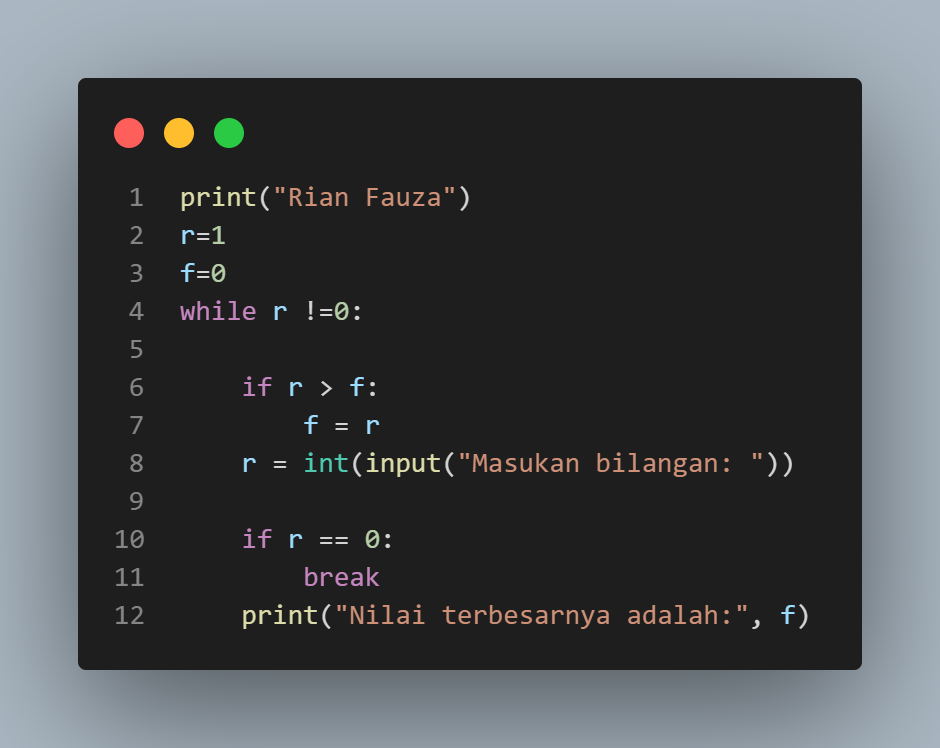 1 print("Rian Fauza")
2 r=1
3 f=0
4 while r !=0:
5
6     if r > f:
7         f = r
8     r = int(input("Masukan bilangan: "))
9
10     if r == 0:
11         break
12     print("Nilai terbesarnya adalah:", f)